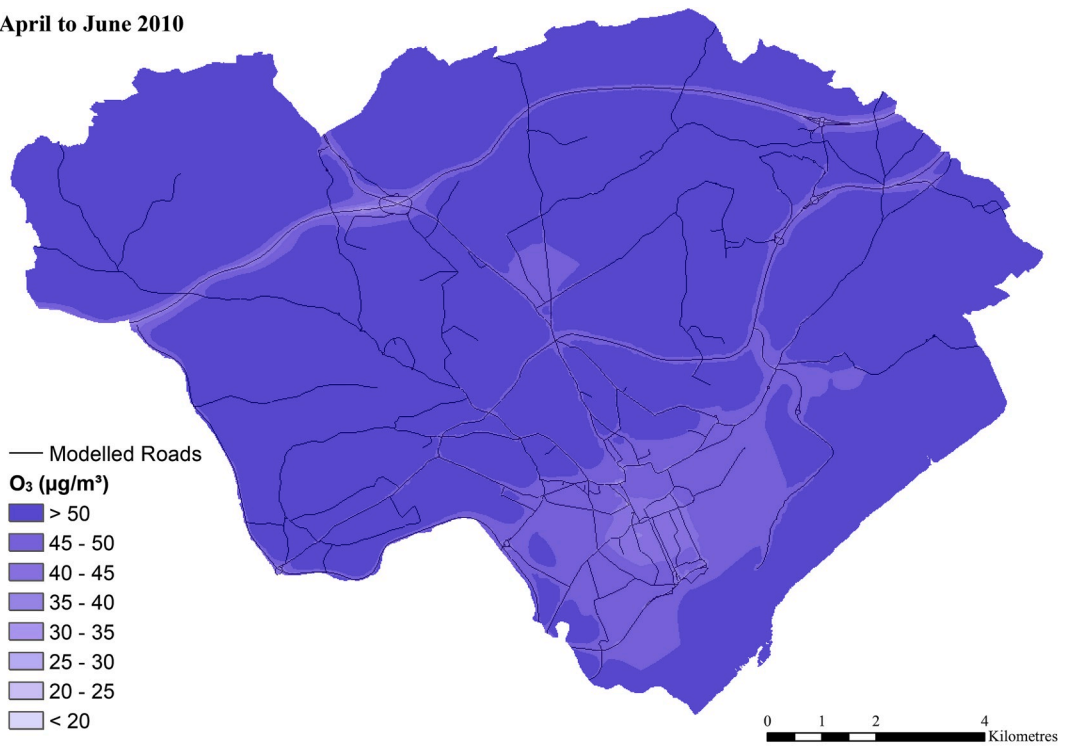 April to June 2010
Modelled Roads
O₃ (µg/m³)
> 50
45 - 50
40 - 45
35 - 40
30 - 35
25 - 30
20 - 25
< 20
0 1 2 4
Kilometres